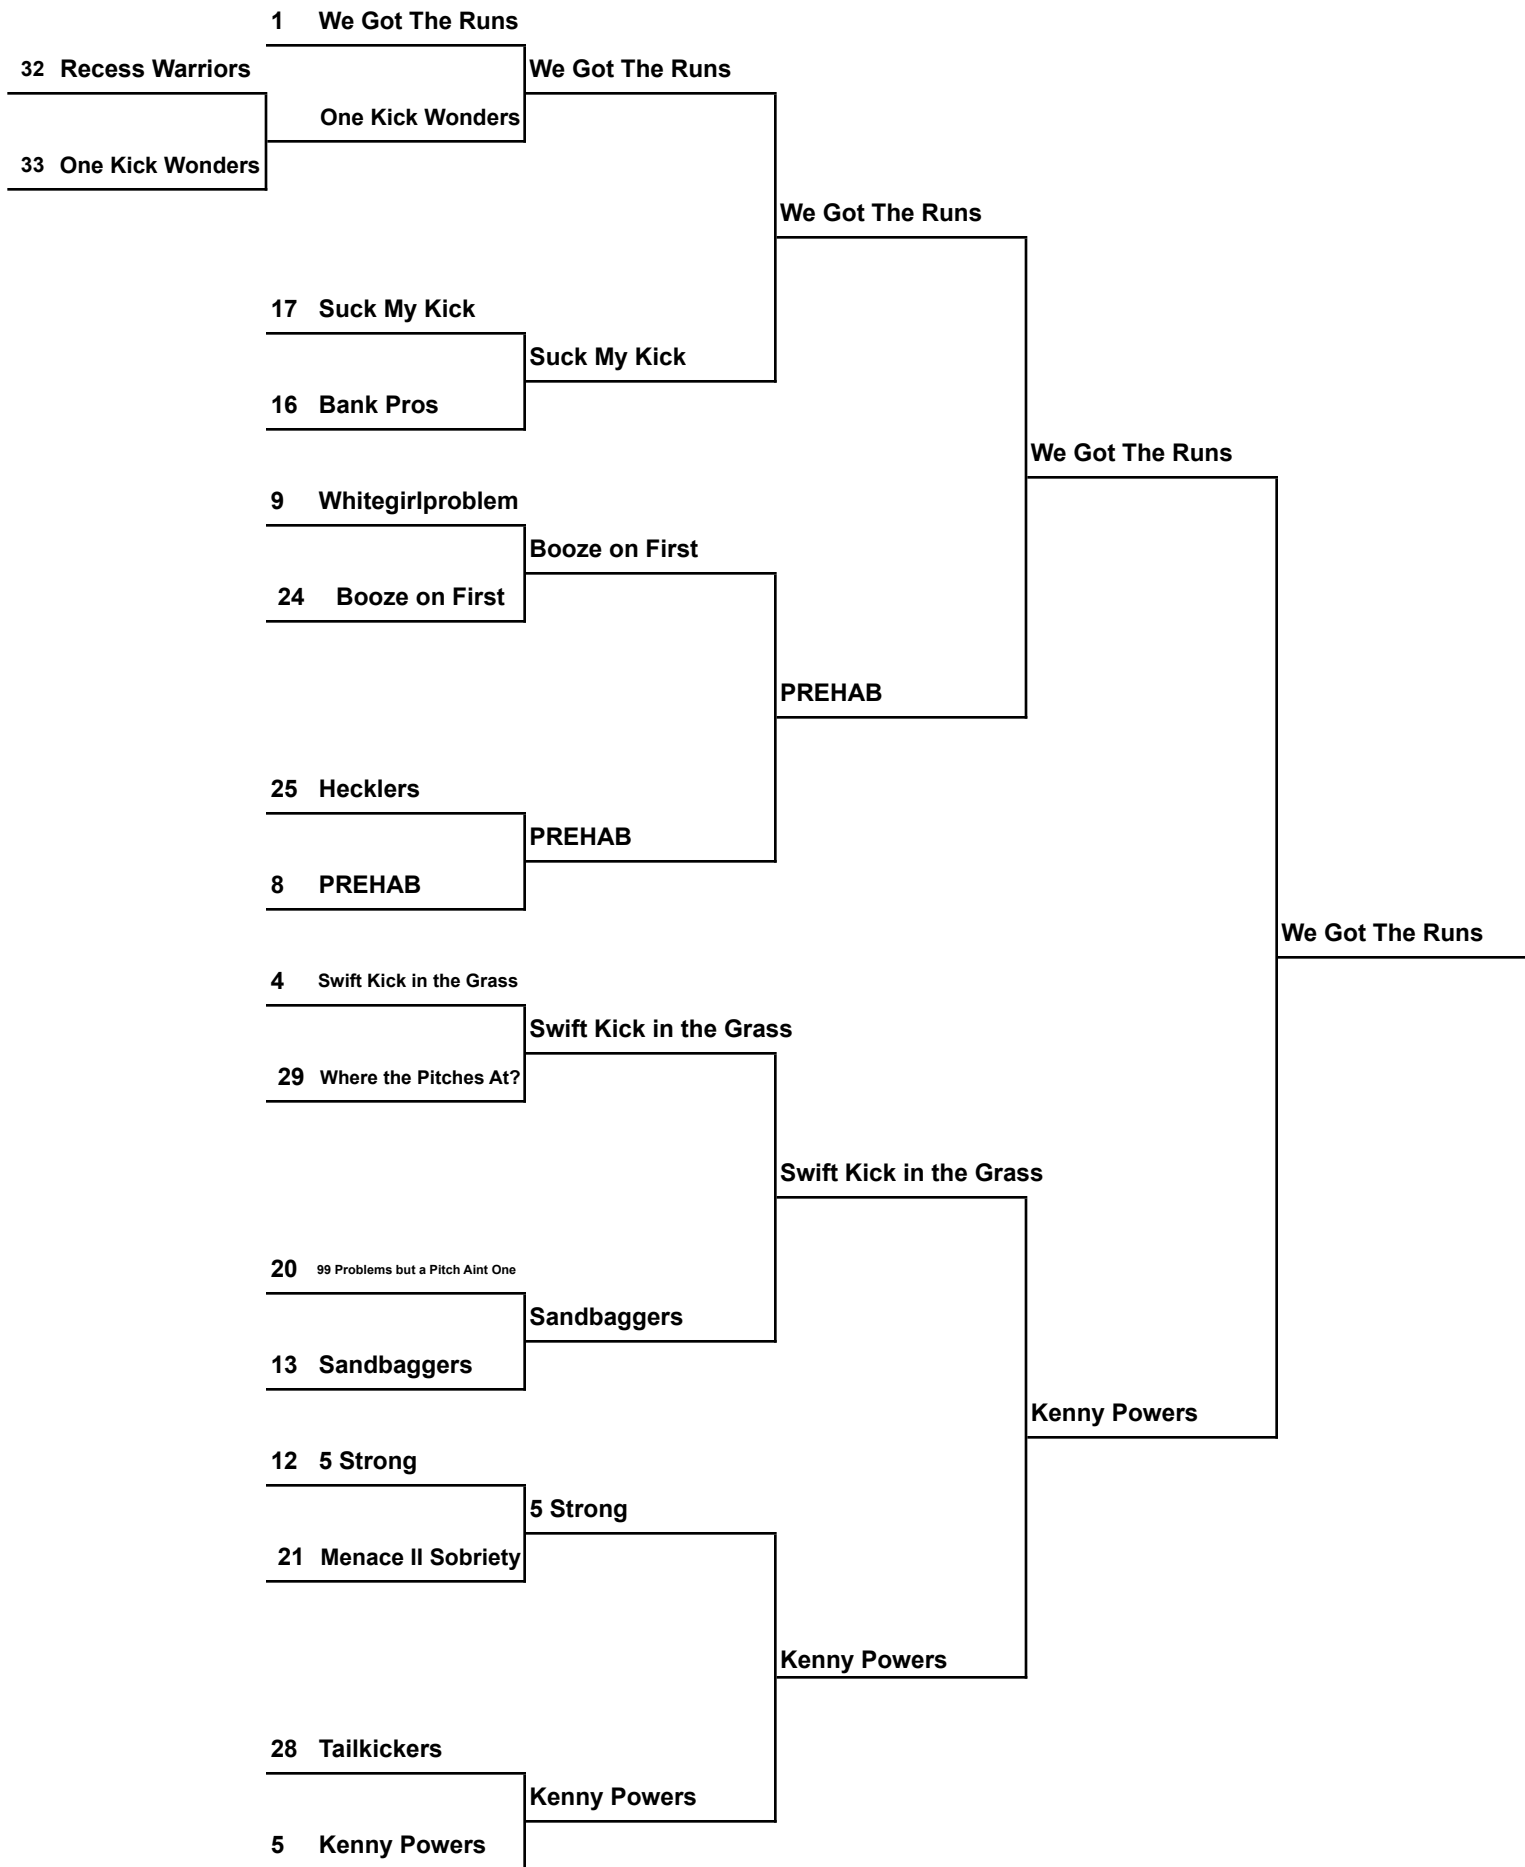 1 We Got The Runs
32 Recess Warriors
We Got The Runs
One Kick Wonders
33 One Kick Wonders
We Got The Runs
17 Suck My Kick
Suck My Kick
16 Bank Pros
We Got The Runs
9 Whitegirlproblem
Booze on First
24 Booze on First
PREHAB
25 Hecklers
PREHAB
8 PREHAB
We Got The Runs
4 Swift Kick in the Grass
Swift Kick in the Grass
29 Where the Pitches At?
Swift Kick in the Grass
20 99 Problems but a Pitch Aint One
Sandbaggers
13 Sandbaggers
Kenny Powers
12 5 Strong
5 Strong
21 Menace II Sobriety
Kenny Powers
28 Tailkickers
Kenny Powers
5 Kenny Powers